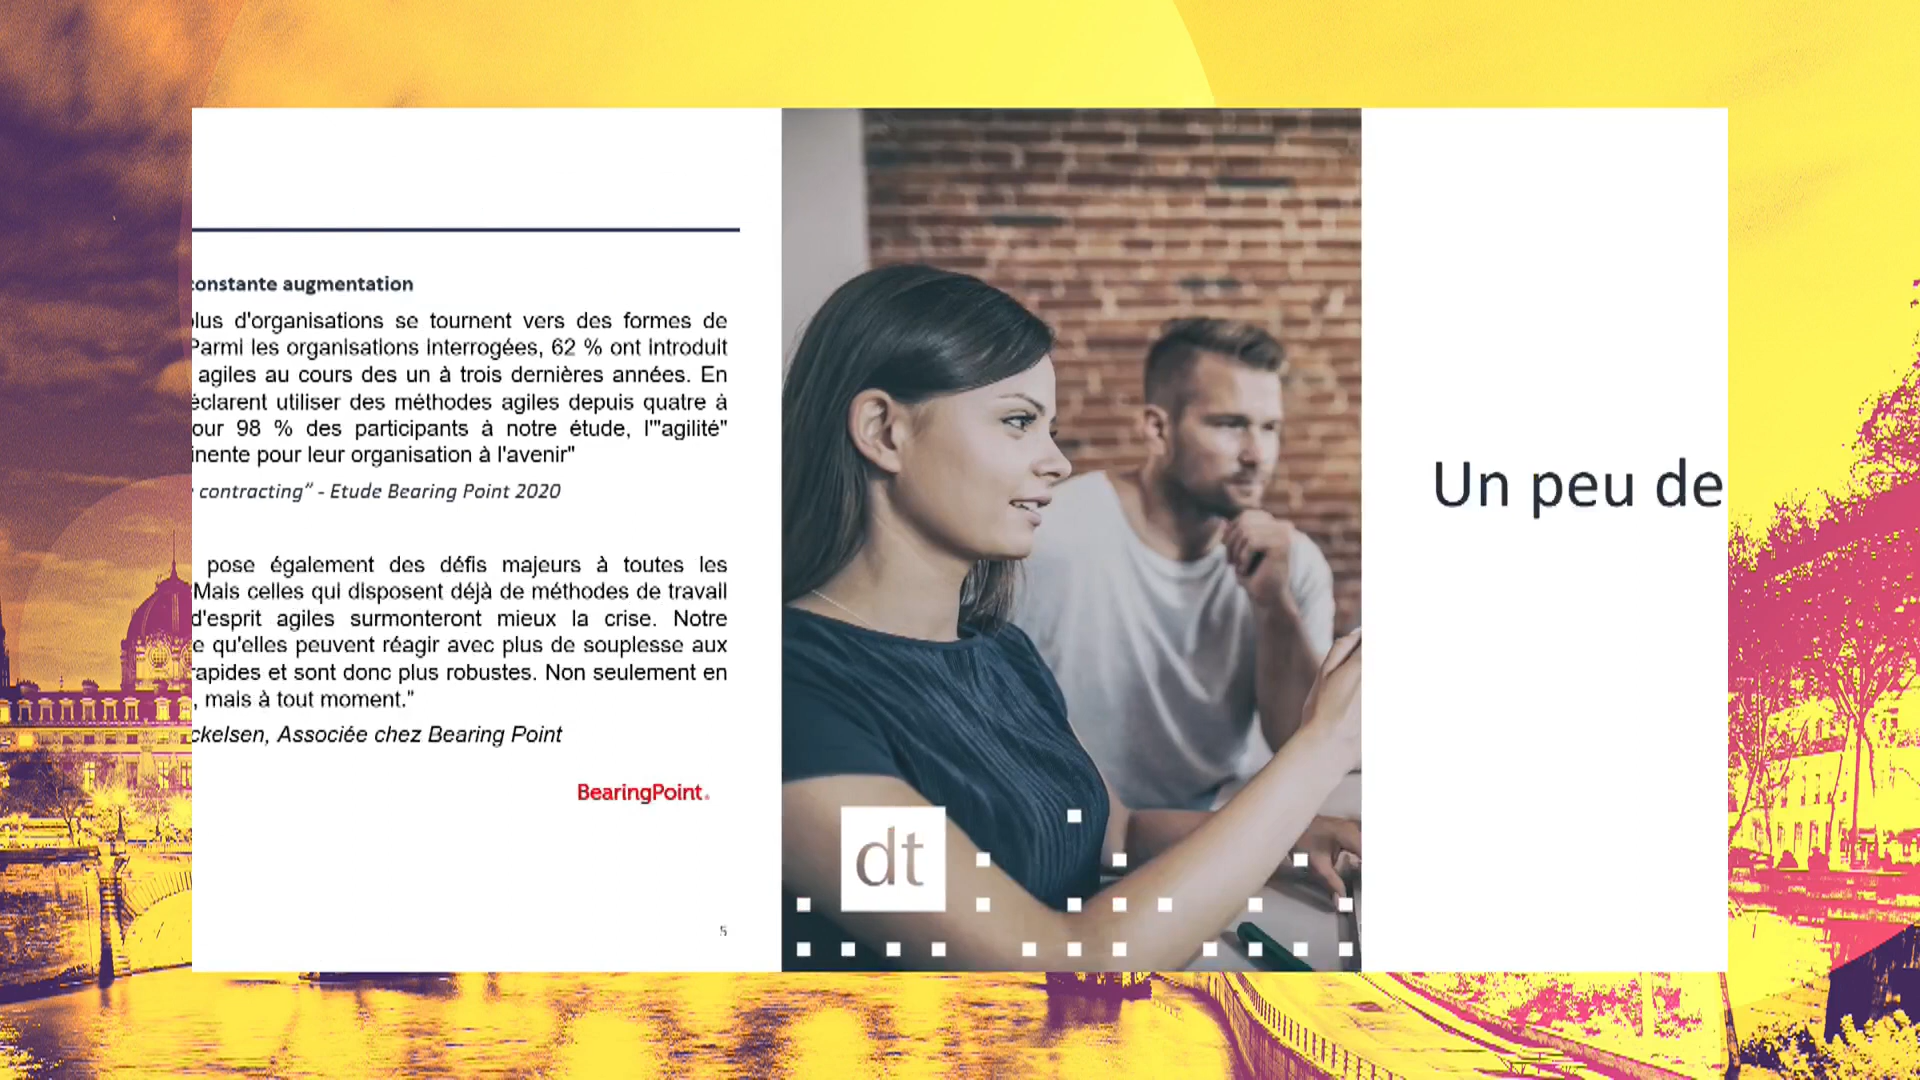 constante augmentation
plus d'organisations se tournent vers des formes de
Parmi les organisations interrogées, 62 % ont introduit
agiles au cours des un à trois dernières années. En
éclarent utiliser des méthodes agiles depuis quatre à
our 98 % des participants à notre étude, l'"agilité"
inente pour leur organisation à l'avenir"
contracting” - Etude Bearing Point 2020
pose également des défis majeurs à toutes les
Mais celles qui disposent déjà de méthodes de travail
d'esprit agiles surmonteront mieux la crise. Notre
e qu'elles peuvent réagir avec plus de souplesse aux
rapides et sont donc plus robustes. Non seulement en
, mais à tout moment."
ckelsen, Associée chez Bearing Point
BearingPoint.
5
dt
Un peu de